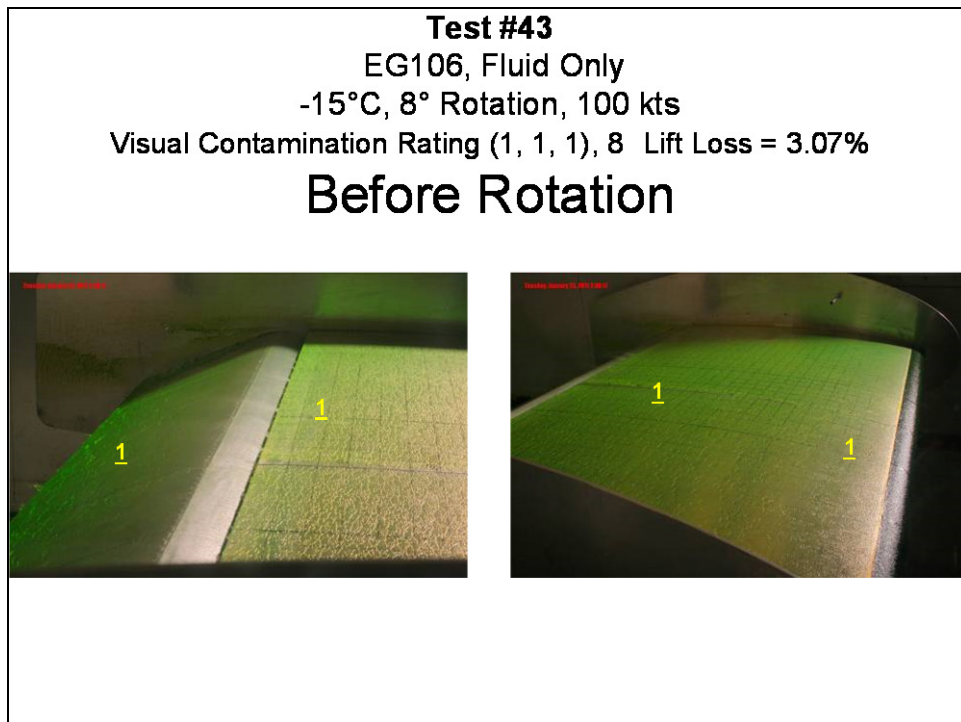 Test #43
EG106, Fluid Only
-15°C, 8° Rotation, 100 kts
Visual Contamination Rating (1, 1, 1), 8 Lift Loss = 3.07%
Before Rotation
1
1
1
1